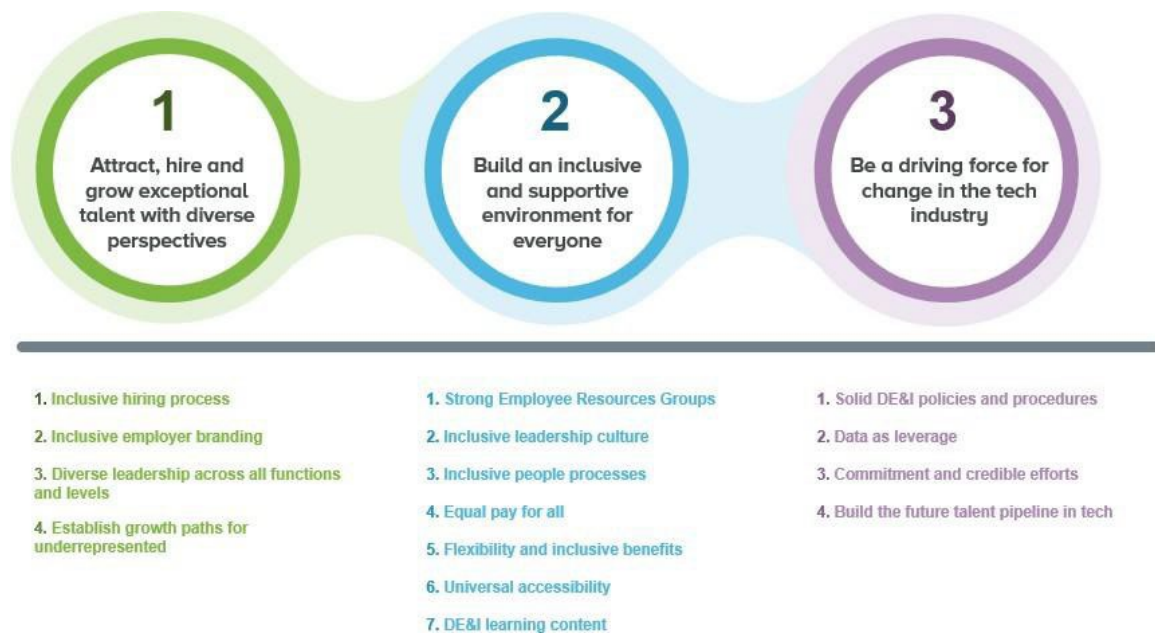 1
Attract, hire and
grow exceptional
talent with diverse
perspectives
2
Build an inclusive
and supportive
environment for
everyone
3
Be a driving force for
change in the tech
industry
1. Inclusive hiring process
2. Inclusive employer branding
3. Diverse leadership across all functions
and levels
4. Establish growth paths for
underrepresented
1. Strong Employee Resources Groups
2. Inclusive leadership culture
3. Inclusive people processes
4. Equal pay for all
5. Flexibility and inclusive benefits
6. Universal accessibility
7. DE&I learning content
1. Solid DE&I policies and procedures
2. Data as leverage
3. Commitment and credible efforts
4. Build the future talent pipeline in tech